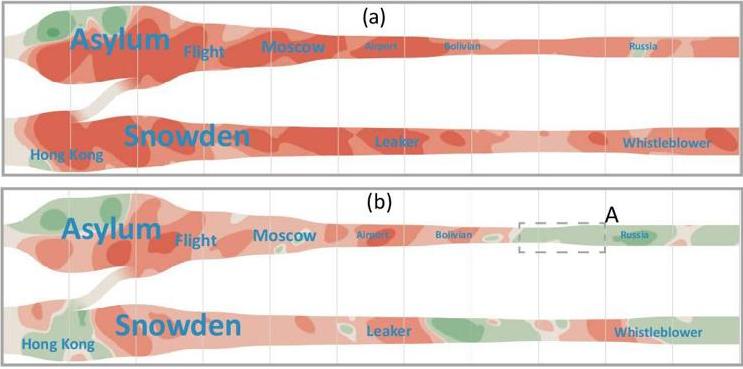 (a)
Asylum Flight Moscow Airport Bolivian Russia
Snowden Leaker Whistleblower
Hong Kong
(b)
A
Asylum Flight Moscow Airport Bolivian Russia
Snowden Leaker Whistleblower
Hong Kong